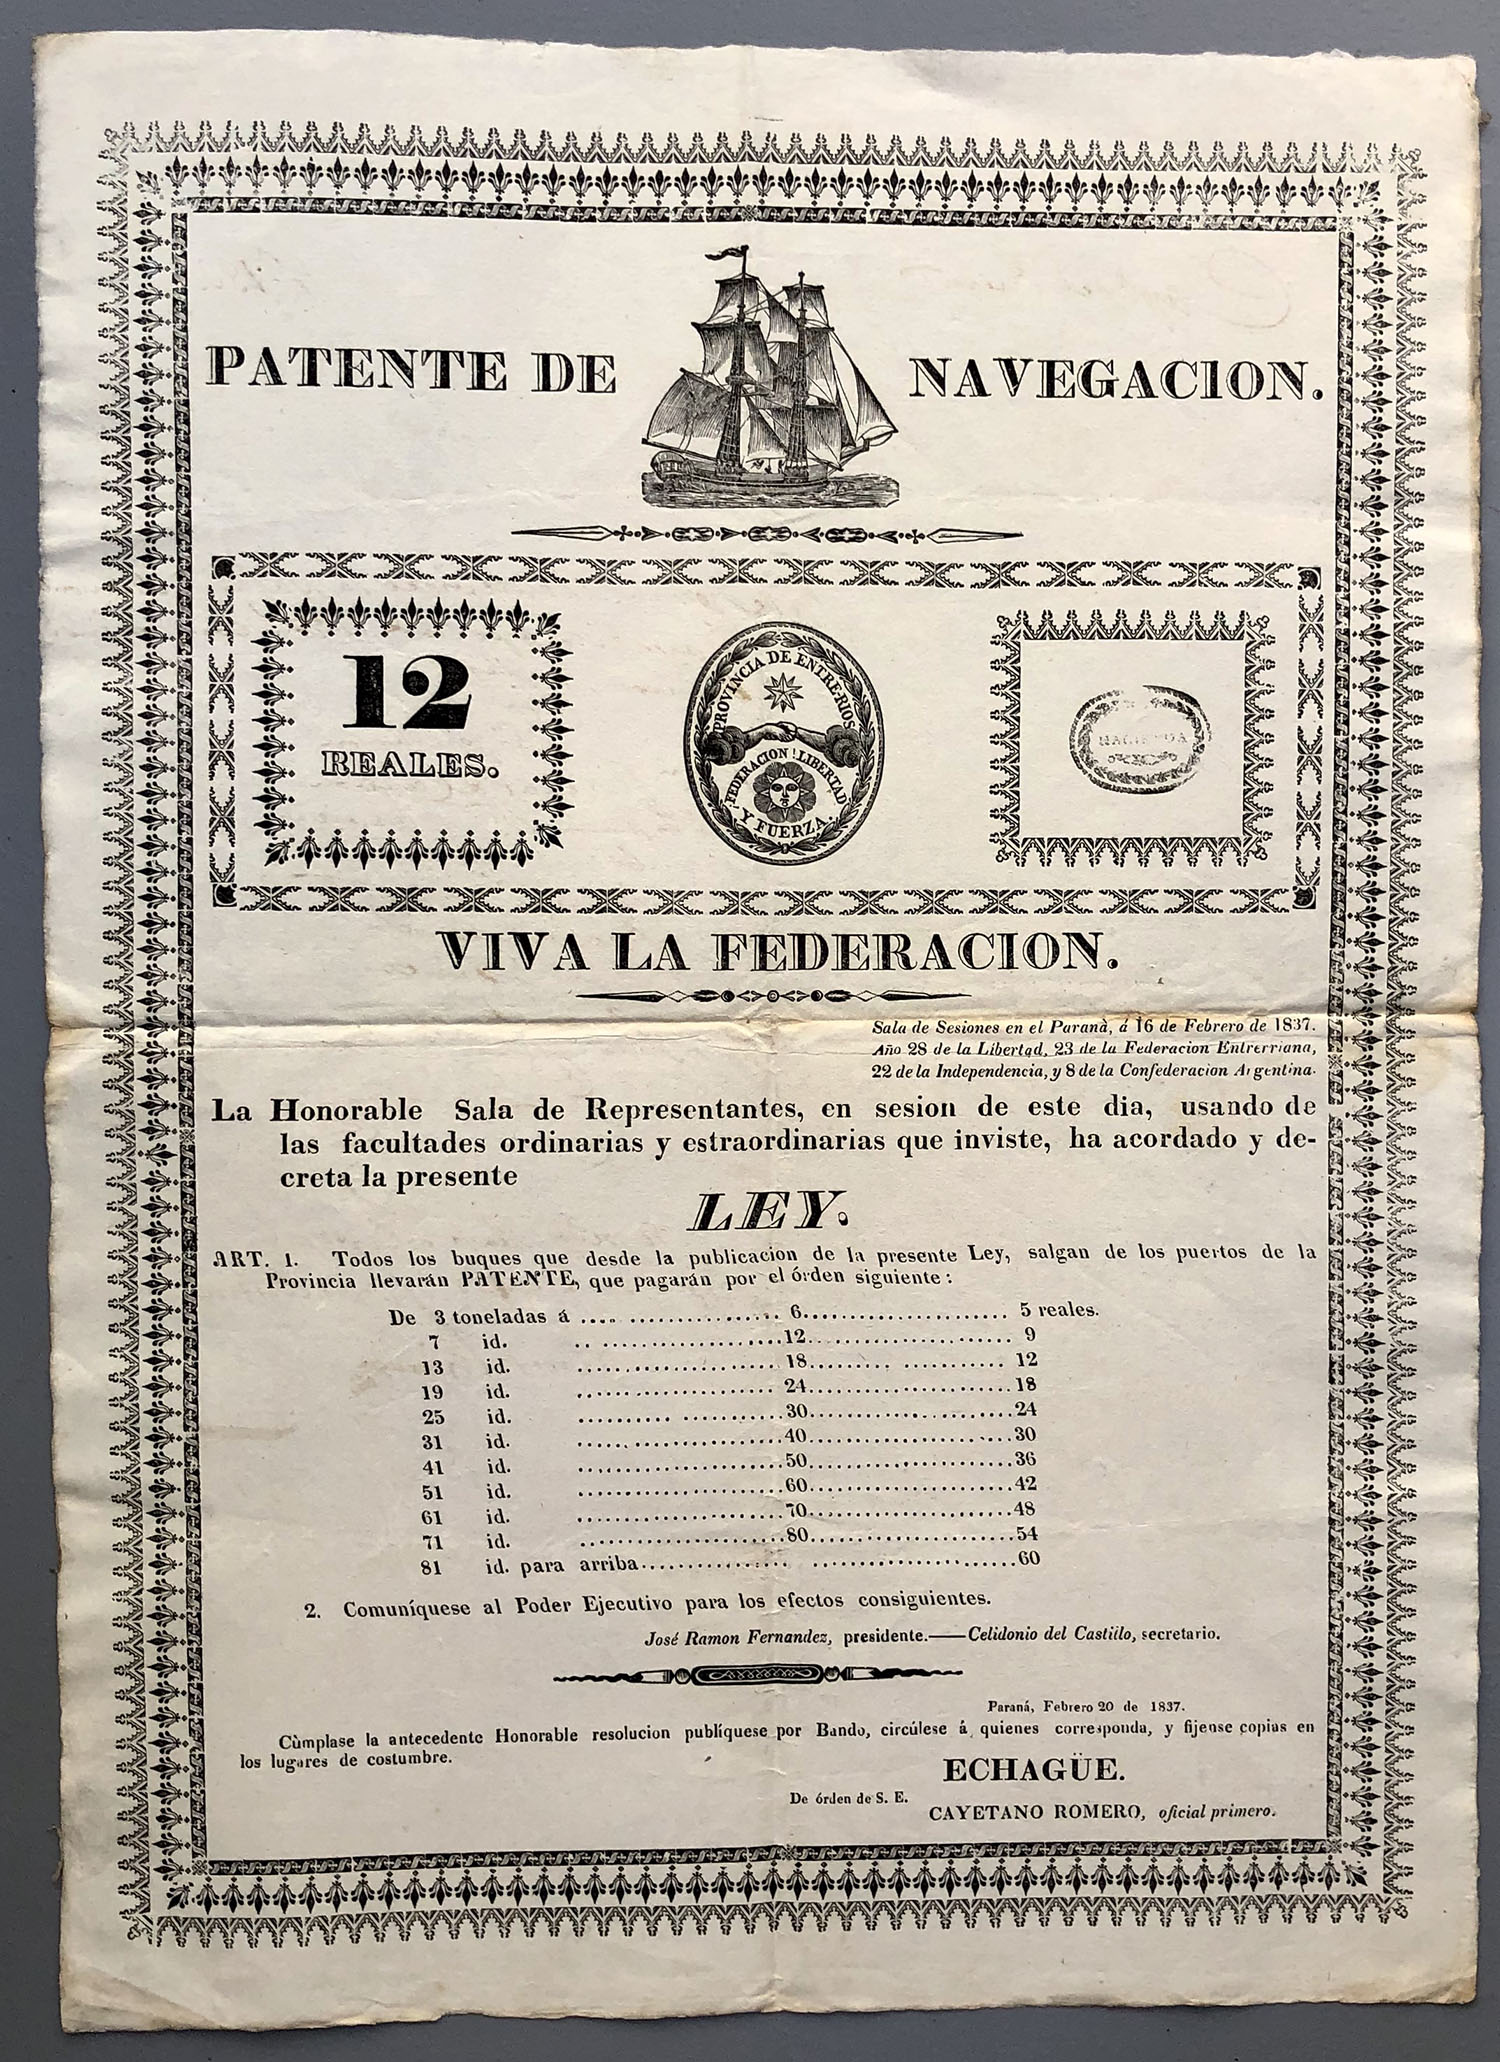 PATENTE DE NAVEGACION.
12
REALES.
PROVINCIA DE ENTRE-RIOS
¡FEDERACION! LIBERTAD
Y FUERZA.
HACIENDA
VIVA LA FEDERACION.
Sala de Sesiones en el Paranà, á 16 de Febrero de 1837.
Año 28 de la Libertad, 23 de la Federacion Entrerriana,
22 de la Independencia, y 8 de la Confederacion Argentina.
La Honorable Sala de Representantes, en sesion de este dia, usando de
las facultades ordinarias y estraordinarias que inviste, ha acordado y de-
creta la presente
LEY.
ART. 1. Todos los buques que desde la publicacion de la presente Ley, salgan de los puertos de la
Provincia llevarán PATENTE, que pagarán por el órden siguiente:
De 3 toneladas á .... ................ 6........................ 5 reales.
7 id. .. ....................12........................ 9
13 id. ........................ 18......... ............ 12
19 id. ........................24........................18
25 id. .......... .............30........................24
31 id. ........................40........................30
41 id. ........................50........................36
51 id. ........................60........................42
61 id. ........................70........................48
71 id. ........................80........................54
81 id. para arriba................. .....................60
2. Comuníquese al Poder Ejecutivo para los efectos consiguientes.
José Ramon Fernandez, presidente.——Celidonio del Castillo, secretario.
Paraná, Febrero 20 de 1837.
Cùmplase la antecedente Honorable resolucion publíquese por Bando, circúlese á quienes corresponda, y fijense copias en
los lugares de costumbre.
ECHAGÜE.
De órden de S. E.
CAYETANO ROMERO, oficial primero.